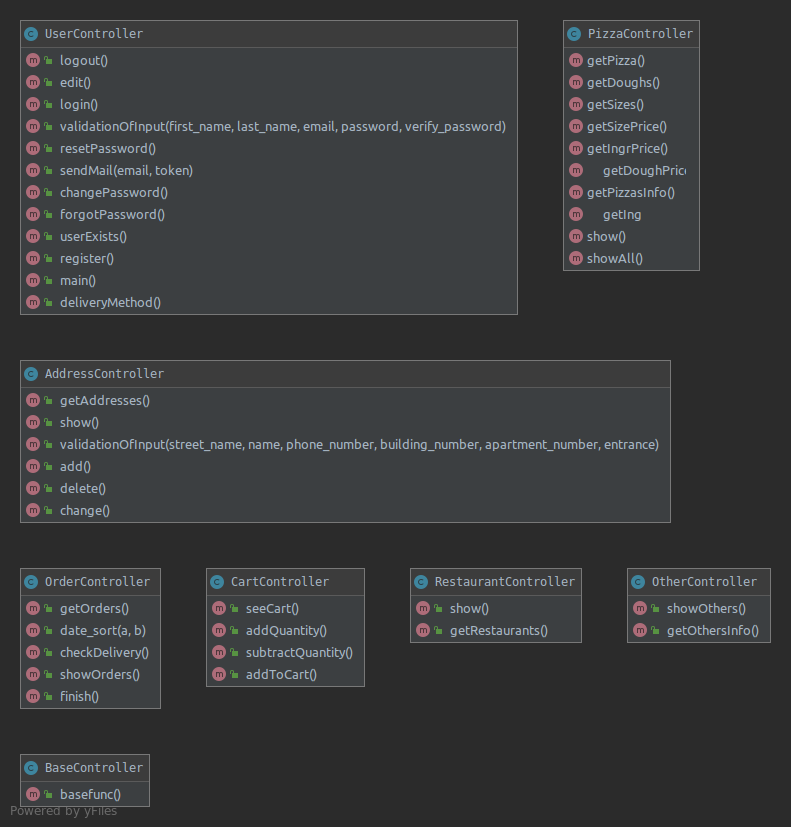 UserController
logout()
edit()
login()
validationOfInput(first_name, last_name, email, password, verify_password)
resetPassword()
sendMail(email, token)
changePassword()
forgotPassword()
userExists()
register()
main()
deliveryMethod()
PizzaController
getPizza()
getDoughs()
getSizes()
getSizePrice()
getIngrPrice()
getDoughPric
getPizzasInfo()
getIng
show()
showAll()
AddressController
getAddresses()
show()
validationOfInput(street_name, name, phone_number, building_number, apartment_number, entrance)
add()
delete()
change()
OrderController
getOrders()
date_sort(a, b)
checkDelivery()
showOrders()
finish()
CartController
seeCart()
addQuantity()
subtractQuantity()
addToCart()
RestaurantController
show()
getRestaurants()
OtherController
showOthers()
getOthersInfo()
BaseController
basefunc()
Powered by yFiles